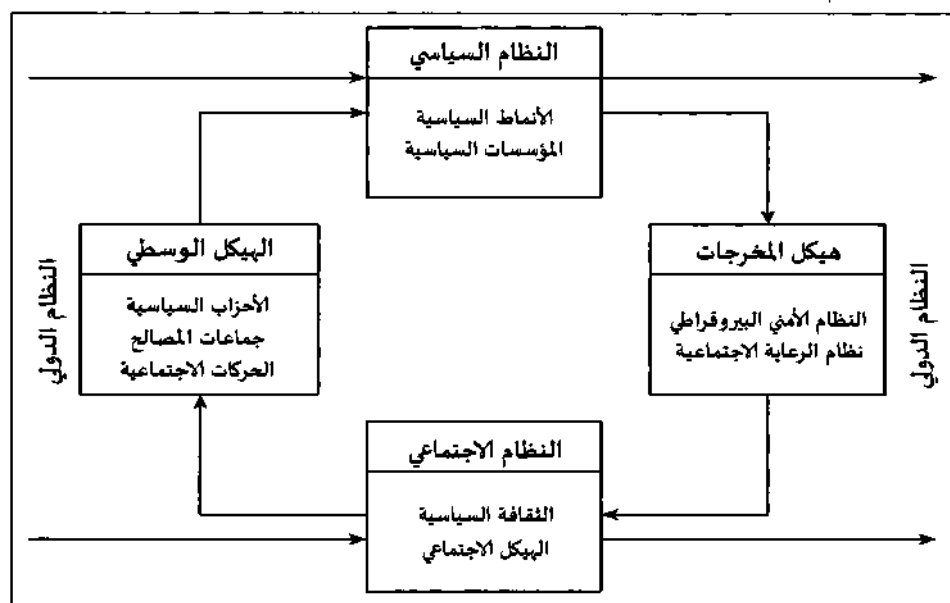 النظام السياسي
الأنماط السياسية
المؤسسات السياسية
هيكل المخرجات
النظام الأمني البيروقراطي
نظام الرعاية الاجتماعية
النظام الدولي
الهيكل الوسطي
الأحزاب السياسية
جماعات المصالح
الحركات الاجتماعية
النظام الدولي
النظام الاجتماعي
الثقافة السياسية
الهيكل الاجتماعي